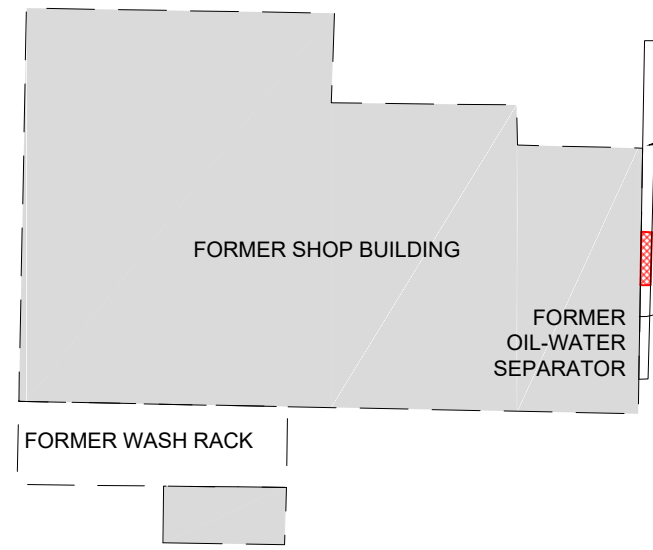 FORMER SHOP BUILDING
FORMER
OIL-WATER
SEPARATOR
FORMER WASH RACK